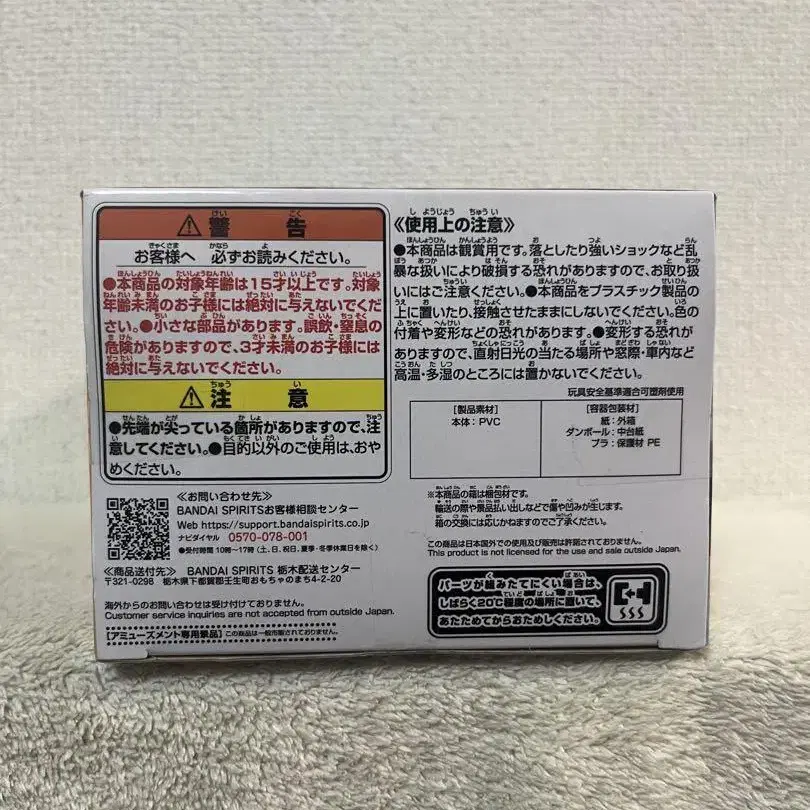 ⚠警告
お客様へ 必ずお読みください。
●本商品の対象年齢は15才以上です。対象
年齢未満のお子様には絶対に与えないでくだ
さい。●小さな部品があります。誤飲・窒息の
危険がありますので、3才未満のお子様には
絶対に与えないでください。
⚠注意
●先端が尖っている箇所がありますので、注
意してください。●目的以外のご使用は、おや
めください。
≪お問い合わせ先≫
BANDAI SPIRITSお客様相談センター
Web https://support.bandaispirits.co.jp
ナビダイヤル 0570-078-001
●受付時間 10時〜17時(土、日、祝日、夏季・冬季休業日を除く)
≪商品送付先≫ BANDAI SPIRITS 栃木配送センター
〒321-0298 栃木県下都賀郡壬生町おもちゃのまち4-2-20
海外からのお問い合わせは受け付けておりません。
Customer service inquiries are not accepted from outside Japan.
[アミューズメント専用景品] この商品は一般市販されておりません。
≪使用上の注意≫
●本商品は観賞用です。落としたり強いショックなど乱
暴な扱いにより破損する恐れがありますので、お取り扱
いにはご注意ください。●本商品をプラスチック製品の
上に置いたり、接触させたままにしないでください。色の
付着や変形などの恐れがあります。●変形する恐れが
ありますので、直射日光の当たる場所や窓際・車内など
高温・多湿のところには置かないでください。
玩具安全基準適合可塑剤使用
[製品素材]
本体:PVC
[容器包装材]
紙:外箱
ダンボール:中台紙
プラ:保護材 PE
※本商品の箱は梱包材です。
輸送の際や景品払い出しなどで傷や凹みが生じます。
箱の交換には応じかねますのでご了承ください。
この商品は日本国外での使用及び販売は許諾されておりません。
This product is not licensed for the use and sale outside Japan.
パーツが組みたてにくい場合は、
しばらく20℃程度の場所に置いて、
あたためてからおためしください。